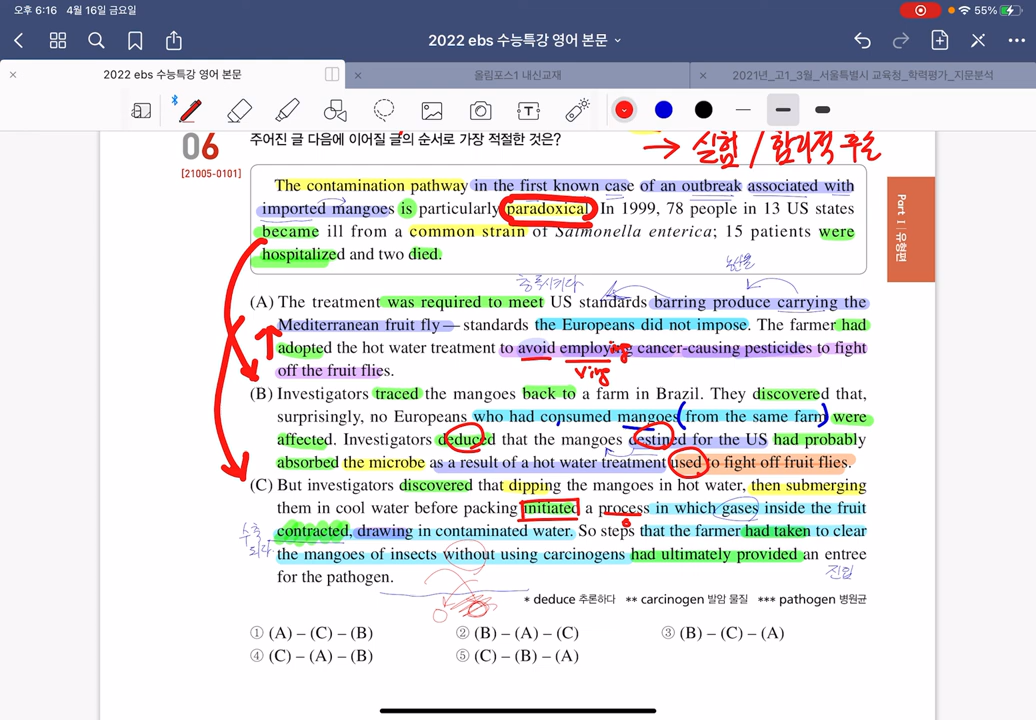 오후 6:16 4월 16일 금요일
55%
2022 ebs 수능특강 영어 본문
2022 ebs 수능특강 영어 본문
올림포스1 내신교재
2021년_고1_3월_서울특별시 교육청_학력평가_지문분석
06
주어진 글 다음에 이어질 글의 순서로 가장 적절한 것은?
→ 실험 / 합리적 추론
[21005-0101]
The contamination pathway in the first known case of an outbreak associated with
imported mangoes is particularly paradoxical. In 1999, 78 people in 13 US states
became ill from a common strain of Salmonella enterica; 15 patients were
hospitalized and two died.
Part I 유형편
농산물
충족시키다
(A) The treatment was required to meet US standards barring produce carrying the
Mediterranean fruit fly — standards the Europeans did not impose. The farmer had
adopted the hot water treatment to avoid employing cancer-causing pesticides to fight
off the fruit flies.
Ving
(B) Investigators traced the mangoes back to a farm in Brazil. They discovered that,
surprisingly, no Europeans who had consumed mangoes (from the same farm) were
affected. Investigators deduced that the mangoes destined for the US had probably
absorbed the microbe as a result of a hot water treatment used to fight off fruit flies.
(C) But investigators discovered that dipping the mangoes in hot water, then submerging
them in cool water before packing initiated a process in which gases inside the fruit
contracted, drawing in contaminated water. So steps that the farmer had taken to clear
수축
되다
s
the mangoes of insects without using carcinogens had ultimately provided an entree
for the pathogen.
진입
* deduce 추론하다 ** carcinogen 발암 물질 *** pathogen 병원균
① (A) – (C) – (B) ② (B) – (A) – (C) ③ (B) – (C) – (A)
④ (C) – (A) – (B) ⑤ (C) – (B) – (A)